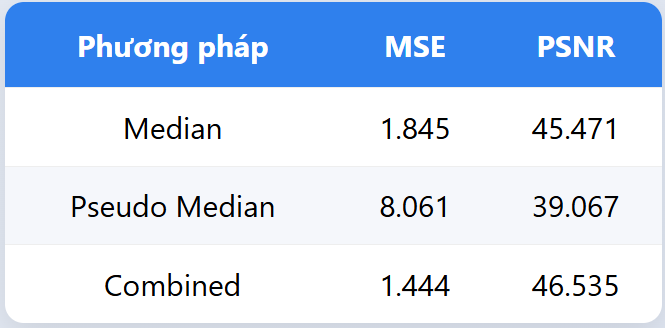 Phương pháp MSE PSNR
Median 1.845 45.471
Pseudo Median 8.061 39.067
Combined 1.444 46.535